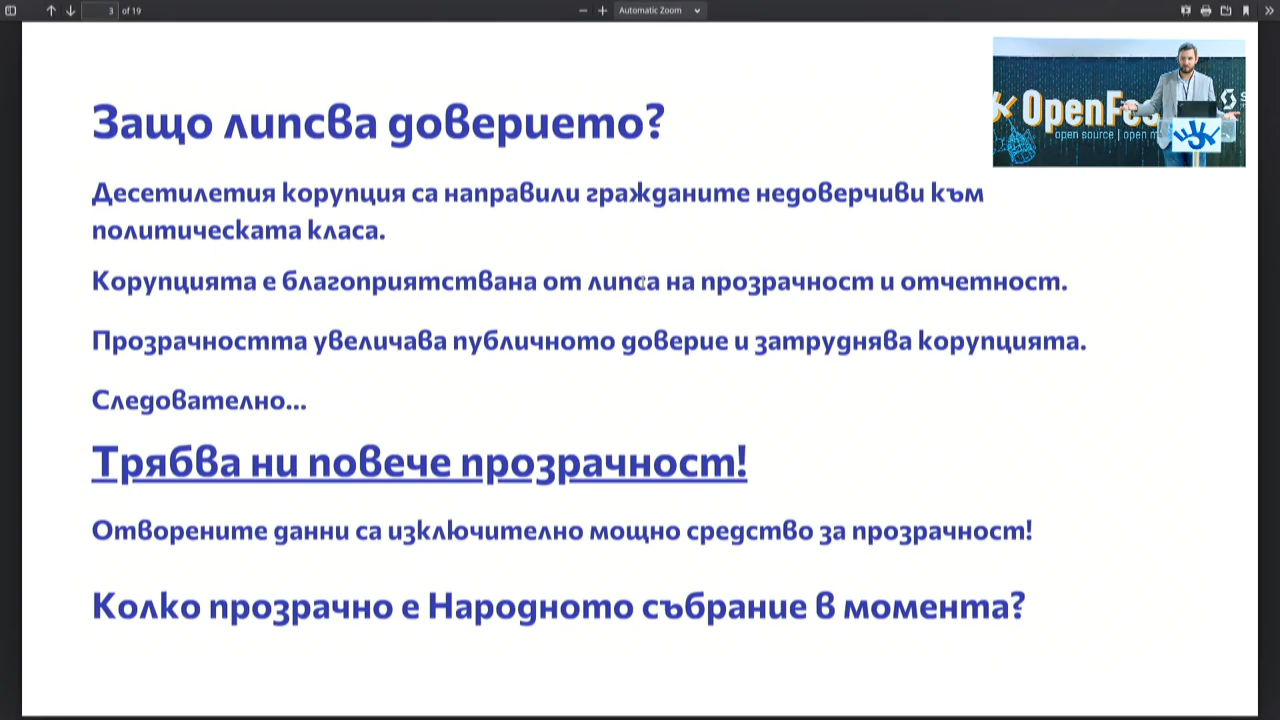 3 of 19
Automatic Zoom
Защо липсва доверието?
OpenFes
open source | open m
Десетилетия корупция са направили гражданите недоверчиви към
политическата класа.
Корупцията е благоприятствана от липса на прозрачност и отчетност.
Прозрачността увеличава публичното доверие и затруднява корупцията.
Следователно...
Трябва ни повече прозрачност!
Отворените данни са изключително мощно средство за прозрачност!
Колко прозрачно е Народното събрание в момента?